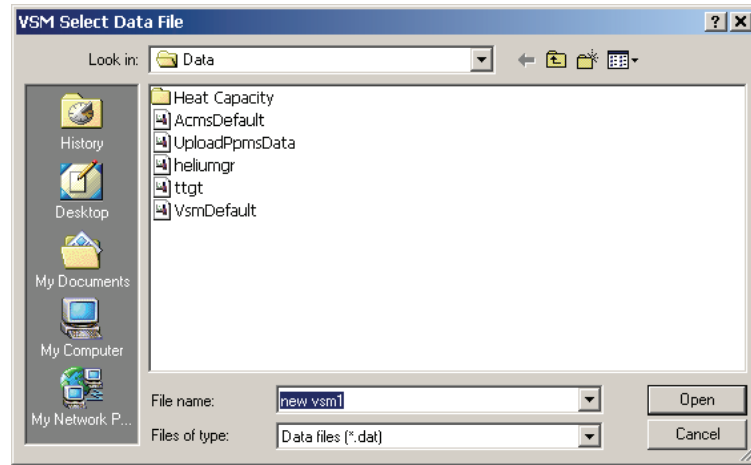 VSM Select Data File
Look in: Data
History
Desktop
My Documents
My Computer
My Network P...
Heat Capacity
AcmsDefault
UploadPpmsData
heliumgr
ttgt
VsmDefault
File name: new vsm1 Open
Files of type: Data files (*.dat) Cancel